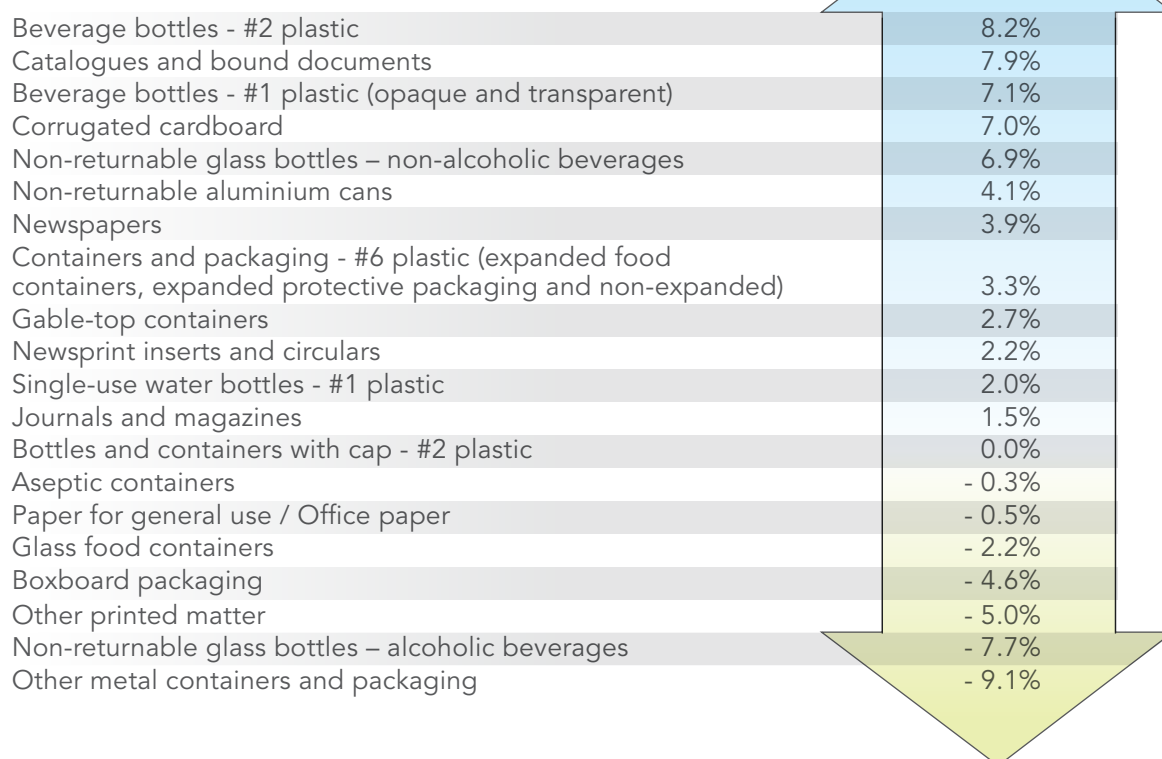 Beverage bottles - #2 plastic 8.2%
Catalogues and bound documents 7.9%
Beverage bottles - #1 plastic (opaque and transparent) 7.1%
Corrugated cardboard 7.0%
Non-returnable glass bottles – non-alcoholic beverages 6.9%
Non-returnable aluminium cans 4.1%
Newspapers 3.9%
Containers and packaging - #6 plastic (expanded food
containers, expanded protective packaging and non-expanded) 3.3%
Gable-top containers 2.7%
Newsprint inserts and circulars 2.2%
Single-use water bottles - #1 plastic 2.0%
Journals and magazines 1.5%
Bottles and containers with cap - #2 plastic 0.0%
Aseptic containers - 0.3%
Paper for general use / Office paper - 0.5%
Glass food containers - 2.2%
Boxboard packaging - 4.6%
Other printed matter - 5.0%
Non-returnable glass bottles – alcoholic beverages - 7.7%
Other metal containers and packaging - 9.1%